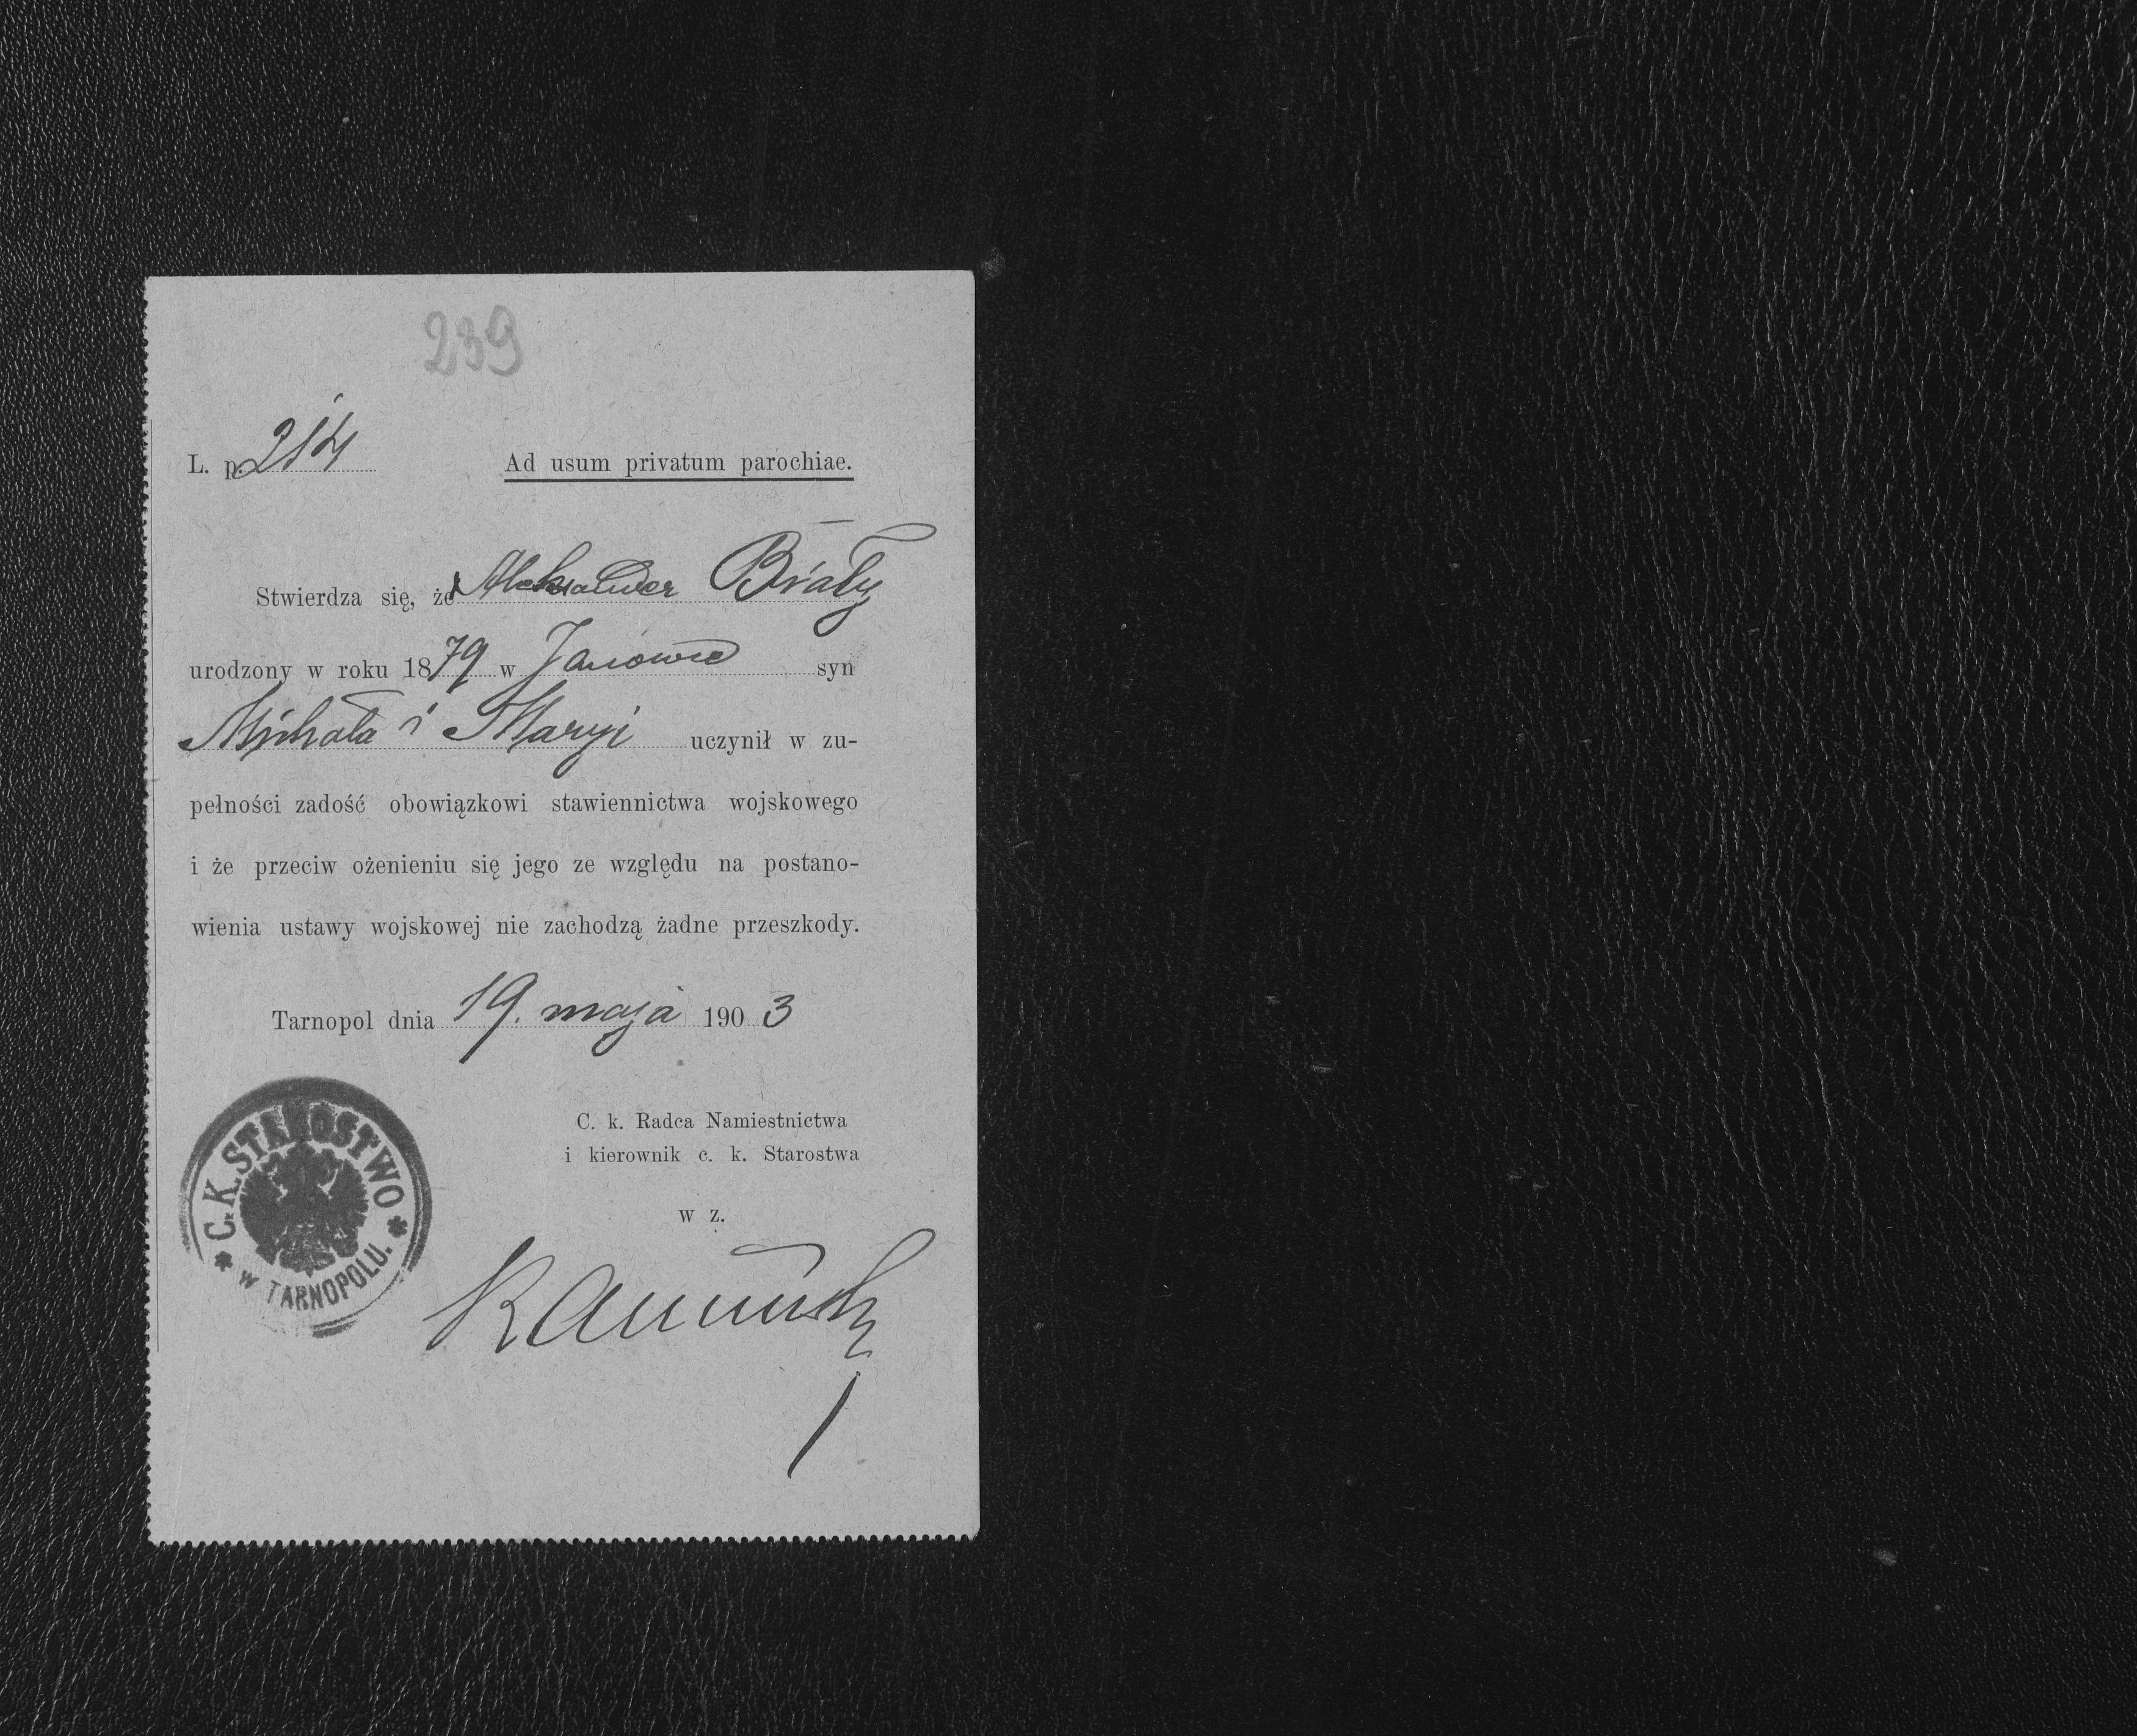 239
L. p. 214
Ad usum privatum parochiae.
Stwierdza się, że Aleksander Biały
urodzony w roku 1879 w Janowie syn
Michała i Maryi uczynił w zu-
pełności zadość obowiązkowi stawiennictwa wojskowego
i że przeciw ożenieniu się jego ze względu na postano-
wienia ustawy wojskowej nie zachodzą żadne przeszkody.
Tarnopol dnia 19. maja 1903
C. k. Radca Namiestnictwa
i kierownik c. k. Starostwa
w z.
* C. K. STAROSTWO *
w TARNOPOLU.